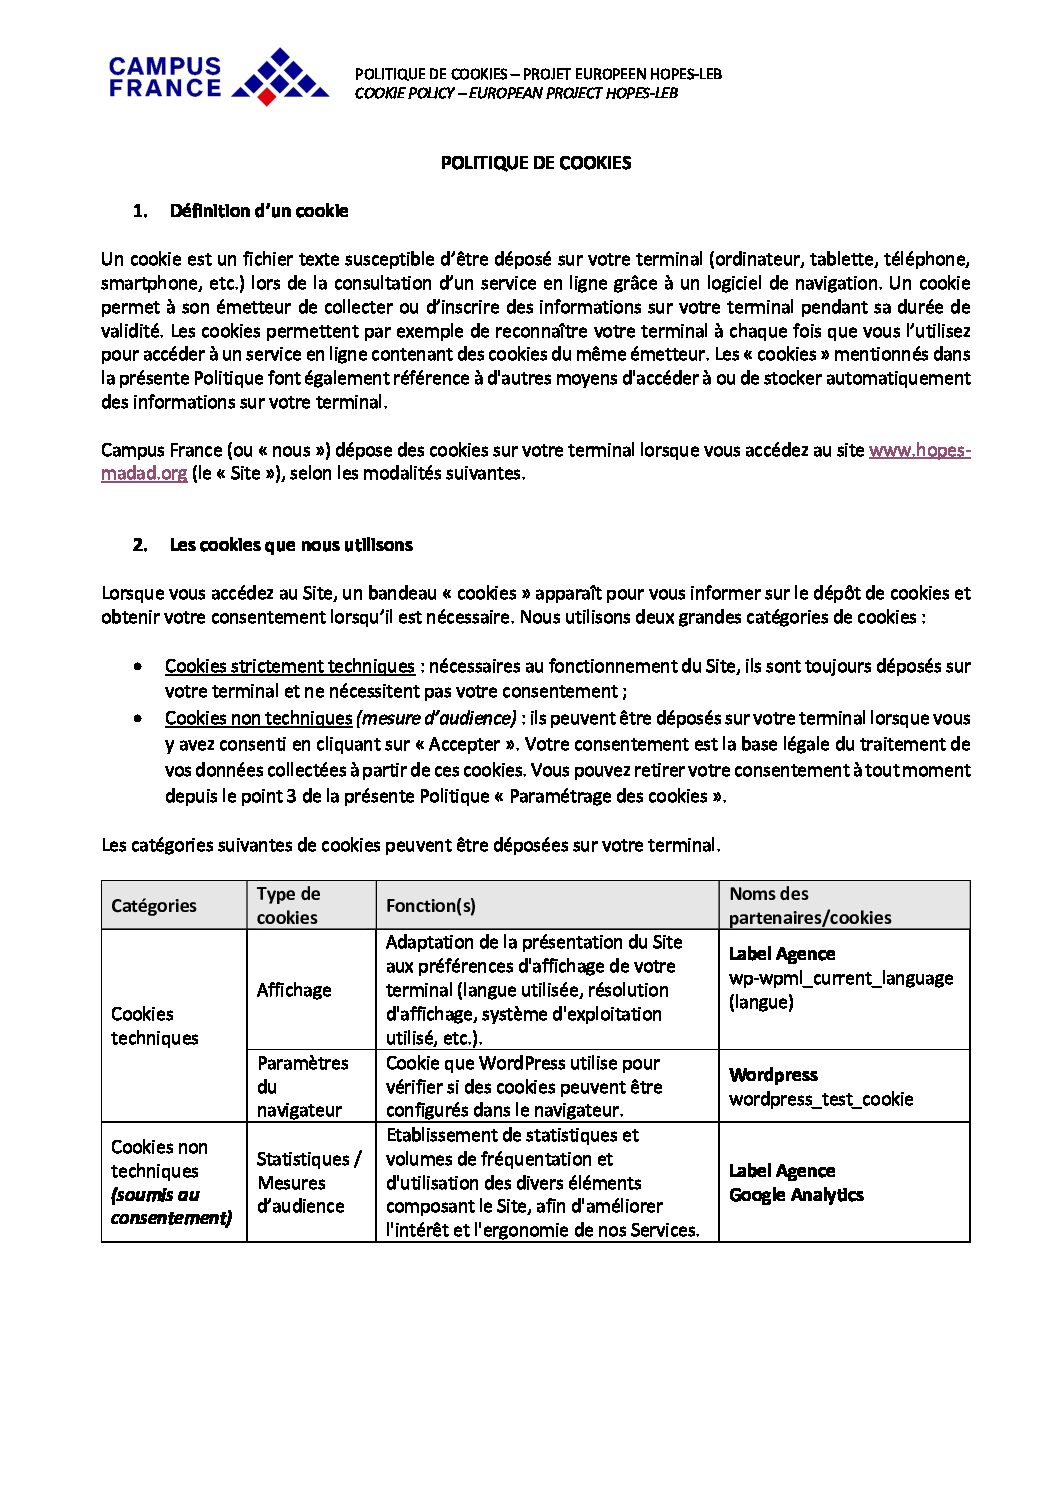 CAMPUS
FRANCE
POLITIQUE DE COOKIES – PROJET EUROPEEN HOPES-LEB
COOKIE POLICY – EUROPEAN PROJECT HOPES-LEB
POLITIQUE DE COOKIES
1. Définition d’un cookie
Un cookie est un fichier texte susceptible d’être déposé sur votre terminal (ordinateur, tablette, téléphone,
smartphone, etc.) lors de la consultation d’un service en ligne grâce à un logiciel de navigation. Un cookie
permet à son émetteur de collecter ou d’inscrire des informations sur votre terminal pendant sa durée de
validité. Les cookies permettent par exemple de reconnaître votre terminal à chaque fois que vous l’utilisez
pour accéder à un service en ligne contenant des cookies du même émetteur. Les « cookies » mentionnés dans
la présente Politique font également référence à d'autres moyens d'accéder à ou de stocker automatiquement
des informations sur votre terminal.
Campus France (ou « nous ») dépose des cookies sur votre terminal lorsque vous accédez au site www.hopes-
madad.org (le « Site »), selon les modalités suivantes.
2. Les cookies que nous utilisons
Lorsque vous accédez au Site, un bandeau « cookies » apparaît pour vous informer sur le dépôt de cookies et
obtenir votre consentement lorsqu’il est nécessaire. Nous utilisons deux grandes catégories de cookies :
• Cookies strictement techniques : nécessaires au fonctionnement du Site, ils sont toujours déposés sur
votre terminal et ne nécessitent pas votre consentement ;
• Cookies non techniques (mesure d’audience) : ils peuvent être déposés sur votre terminal lorsque vous
y avez consenti en cliquant sur « Accepter ». Votre consentement est la base légale du traitement de
vos données collectées à partir de ces cookies. Vous pouvez retirer votre consentement à tout moment
depuis le point 3 de la présente Politique « Paramétrage des cookies ».
Les catégories suivantes de cookies peuvent être déposées sur votre terminal.
Catégories
Type de
cookies
Fonction(s)
Noms des
partenaires/cookies
Cookies
techniques
Affichage
Adaptation de la présentation du Site
aux préférences d'affichage de votre
terminal (langue utilisée, résolution
d'affichage, système d'exploitation
utilisé, etc.).
Label Agence
wp-wpml_current_language
(langue)
Paramètres
du
navigateur
Cookie que WordPress utilise pour
vérifier si des cookies peuvent être
configurés dans le navigateur.
Wordpress
wordpress_test_cookie
Cookies non
techniques
(soumis au
consentement)
Statistiques /
Mesures
d’audience
Etablissement de statistiques et
volumes de fréquentation et
d'utilisation des divers éléments
composant le Site, afin d'améliorer
l'intérêt et l'ergonomie de nos Services.
Label Agence
Google Analytics